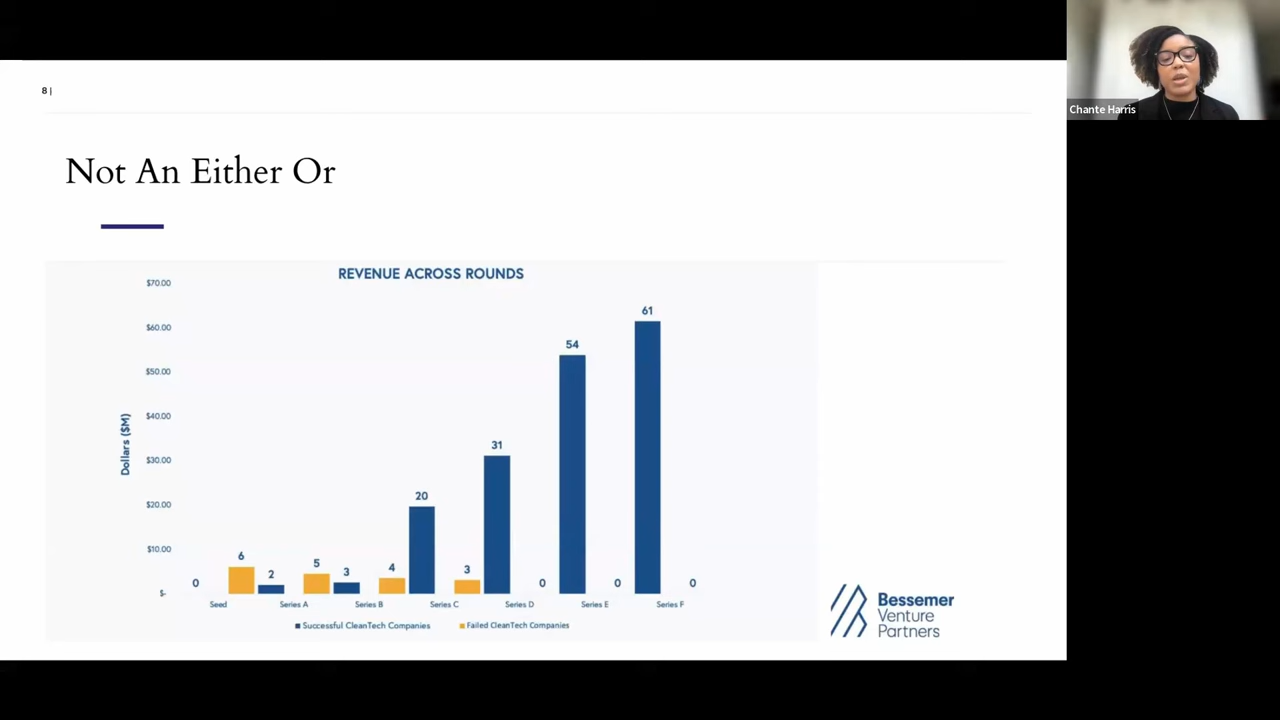 8 |
Chante Harris
Not An Either Or
REVENUE ACROSS ROUNDS
Dollars ($M)
$70.00
$60.00
$50.00
$40.00
$30.00
$20.00
$10.00
$-
0
6
2
5
3
4
20
3
31
0
54
0
61
0
Seed
Series A
Series B
Series C
Series D
Series E
Series F
Successful CleanTech Companies
Failed CleanTech Companies
Bessemer
Venture
Partners